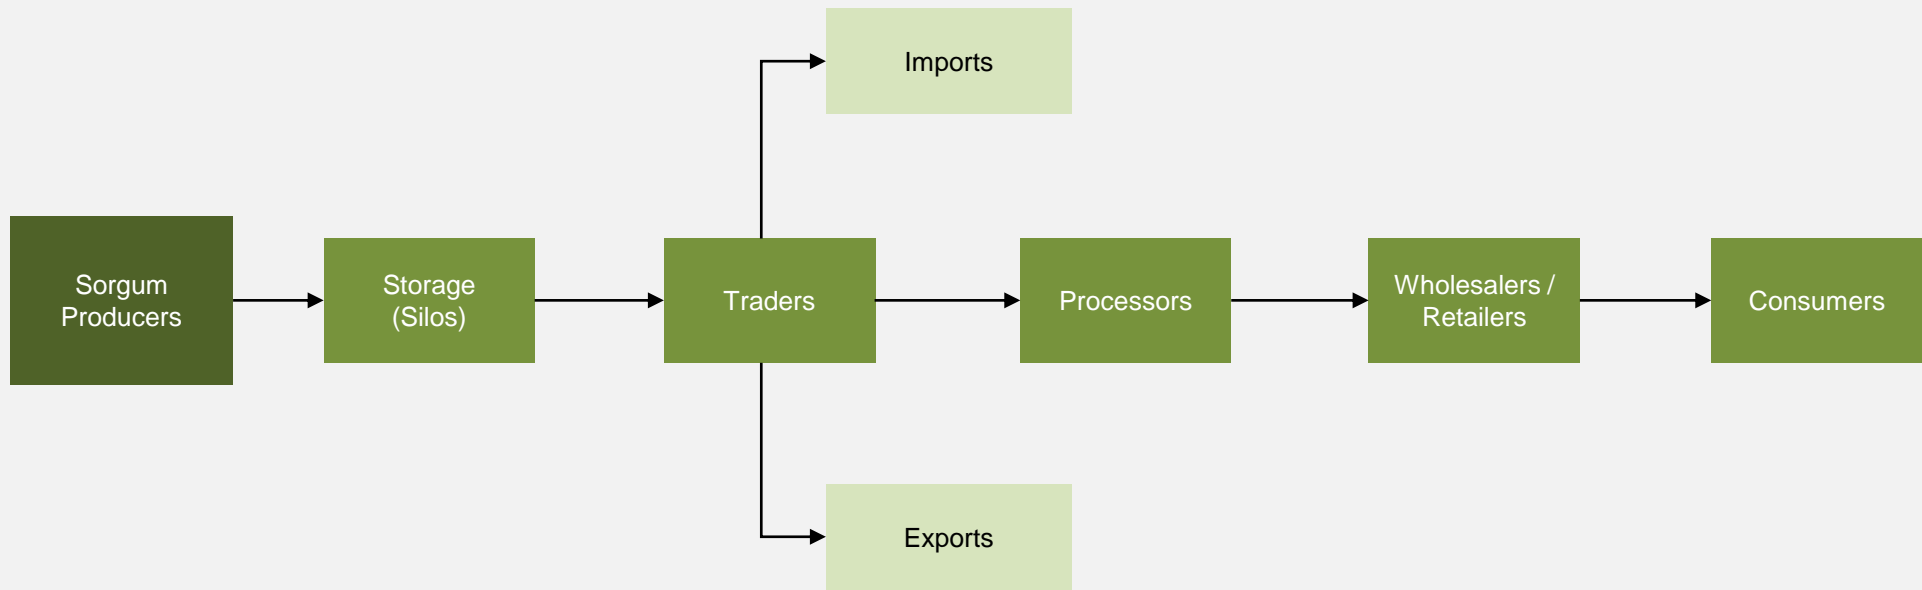 Imports
Sorgum
Producers
Storage
(Silos)
Traders
Processors
Wholesalers /
Retailers
Consumers
Exports